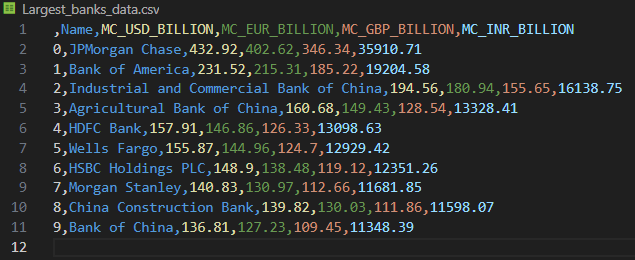 Largest_banks_data.csv
1 ,Name,MC_USD_BILLION,MC_EUR_BILLION,MC_GBP_BILLION,MC_INR_BILLION
2 0,JPMorgan Chase,432.92,402.62,346.34,35910.71
3 1,Bank of America,231.52,215.31,185.22,19204.58
4 2,Industrial and Commercial Bank of China,194.56,180.94,155.65,16138.75
5 3,Agricultural Bank of China,160.68,149.43,128.54,13328.41
6 4,HDFC Bank,157.91,146.86,126.33,13098.63
7 5,Wells Fargo,155.87,144.96,124.7,12929.42
8 6,HSBC Holdings PLC,148.9,138.48,119.12,12351.26
9 7,Morgan Stanley,140.83,130.97,112.66,11681.85
10 8,China Construction Bank,139.82,130.03,111.86,11598.07
11 9,Bank of China,136.81,127.23,109.45,11348.39
12